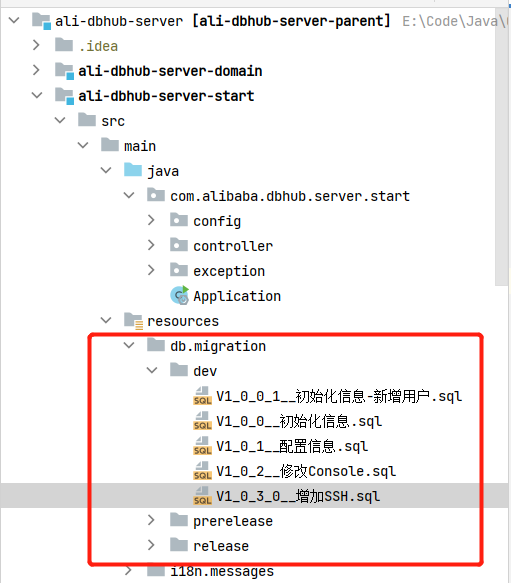 ali-dbhub-server [ali-dbhub-server-parent] E:\Code\Java\
.idea
ali-dbhub-server-domain
ali-dbhub-server-start
src
main
java
com.alibaba.dbhub.server.start
config
controller
exception
Application
resources
db.migration
dev
SQL V1_0_0_1__初始化信息-新增用户.sql
SQL V1_0_0__初始化信息.sql
SQL V1_0_1__配置信息.sql
SQL V1_0_2__修改Console.sql
SQL V1_0_3_0__增加SSH.sql
prerelease
release
i18n.messages